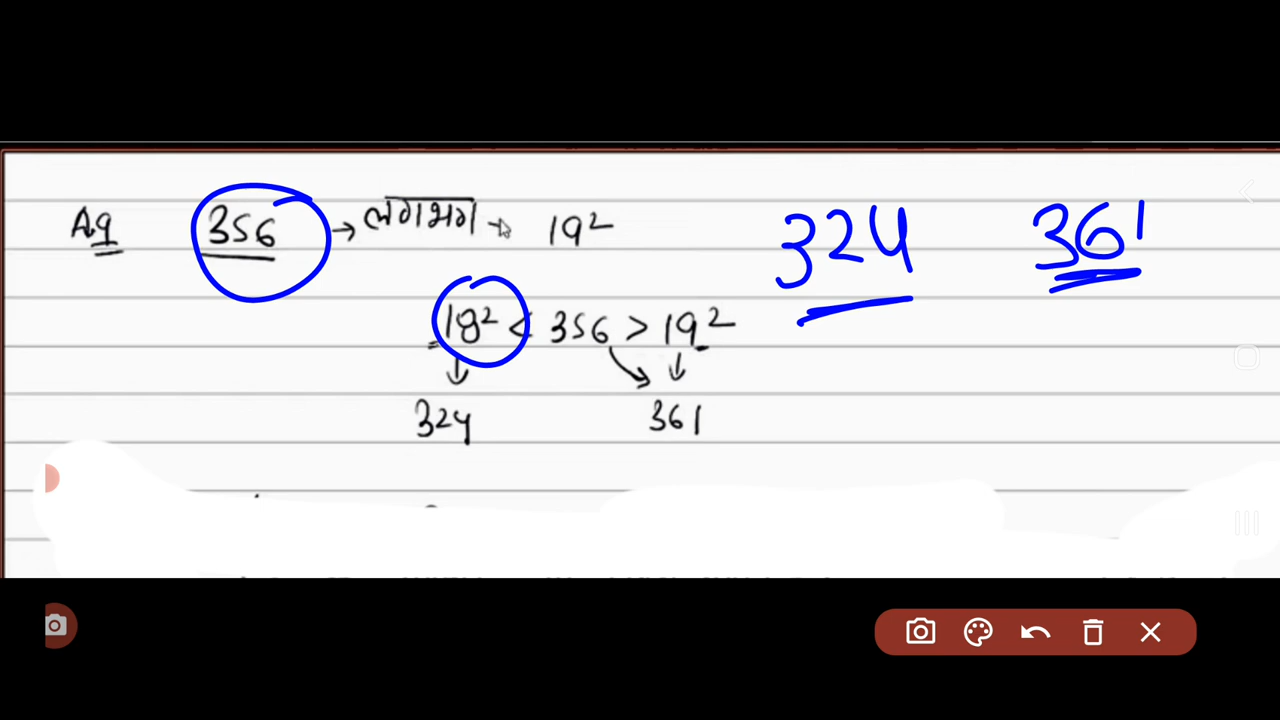 Aq 356 → लगभग → 19² 324 361
18² < 356 > 19²
324 361